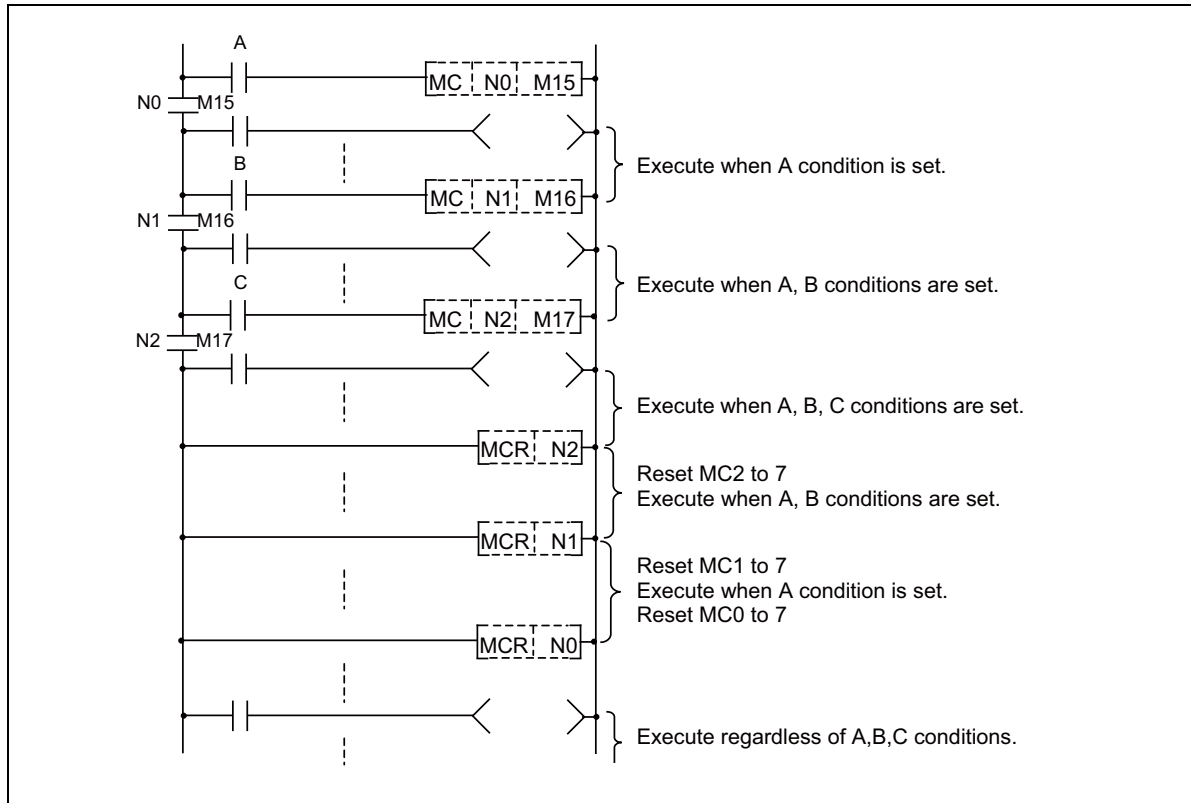 A
MC N0 M15
N0 M15
Execute when A condition is set.
B
MC N1 M16
N1 M16
Execute when A, B conditions are set.
C
MC N2 M17
N2 M17
Execute when A, B, C conditions are set.
MCR N2
Reset MC2 to 7
Execute when A, B conditions are set.
MCR N1
Reset MC1 to 7
Execute when A condition is set.
Reset MC0 to 7
MCR N0
Execute regardless of A,B,C conditions.